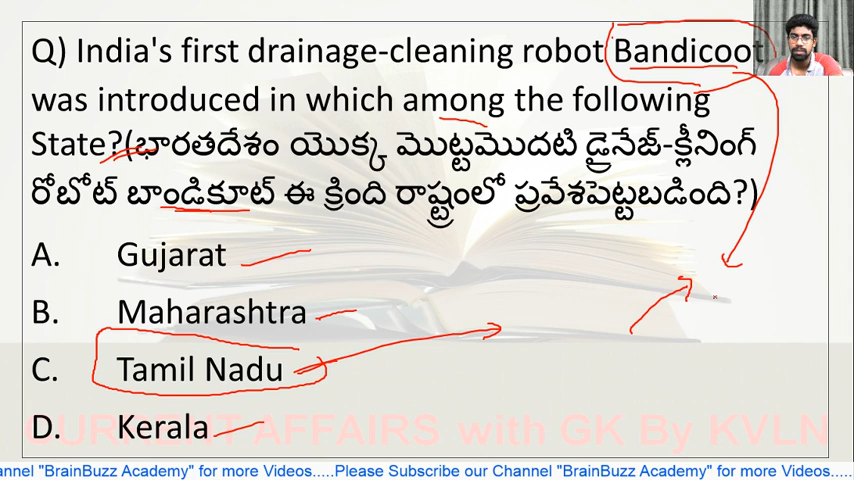 Q) India's first drainage-cleaning robot Bandicoot
was introduced in which among the following
State?(భారతదేశం యొక్క మొట్టమొదటి డ్రైనేజ్-క్లీనింగ్
రోబోట్ బాండికూట్ ఈ క్రింది రాష్ట్రంలో ప్రవేశపెట్టబడింది?)
A. Gujarat
B. Maharashtra
C. Tamil Nadu
D. Kerala
CURRENT AFFAIRS with GK By KVLN
annel "BrainBuzz Academy" for more Videos.....Please Subscribe our Channel "BrainBuzz Academy" for more Videos.....